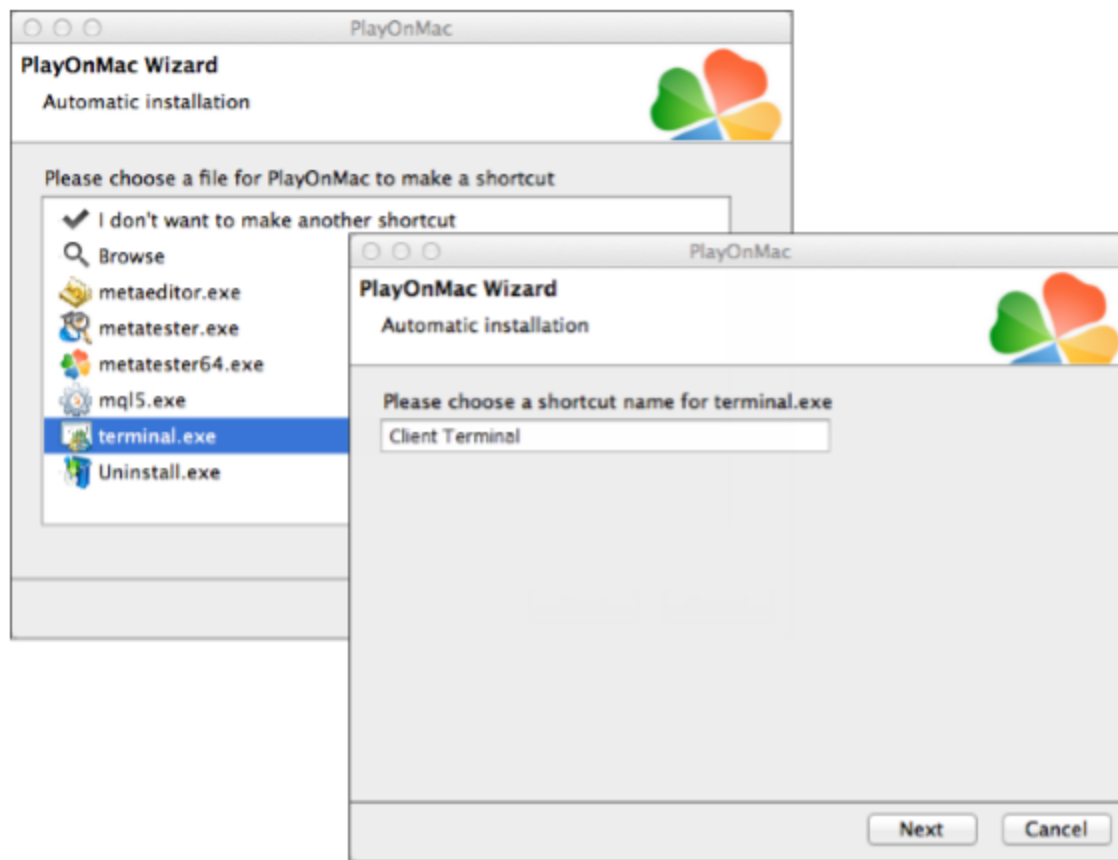 PlayOnMac
PlayOnMac Wizard
Automatic installation
Please choose a file for PlayOnMac to make a shortcut
I don't want to make another shortcut
Browse
metaeditor.exe
metatester.exe
metatester64.exe
mql5.exe
terminal.exe
Uninstall.exe
PlayOnMac
PlayOnMac Wizard
Automatic installation
Please choose a shortcut name for terminal.exe
Client Terminal
Next
Cancel